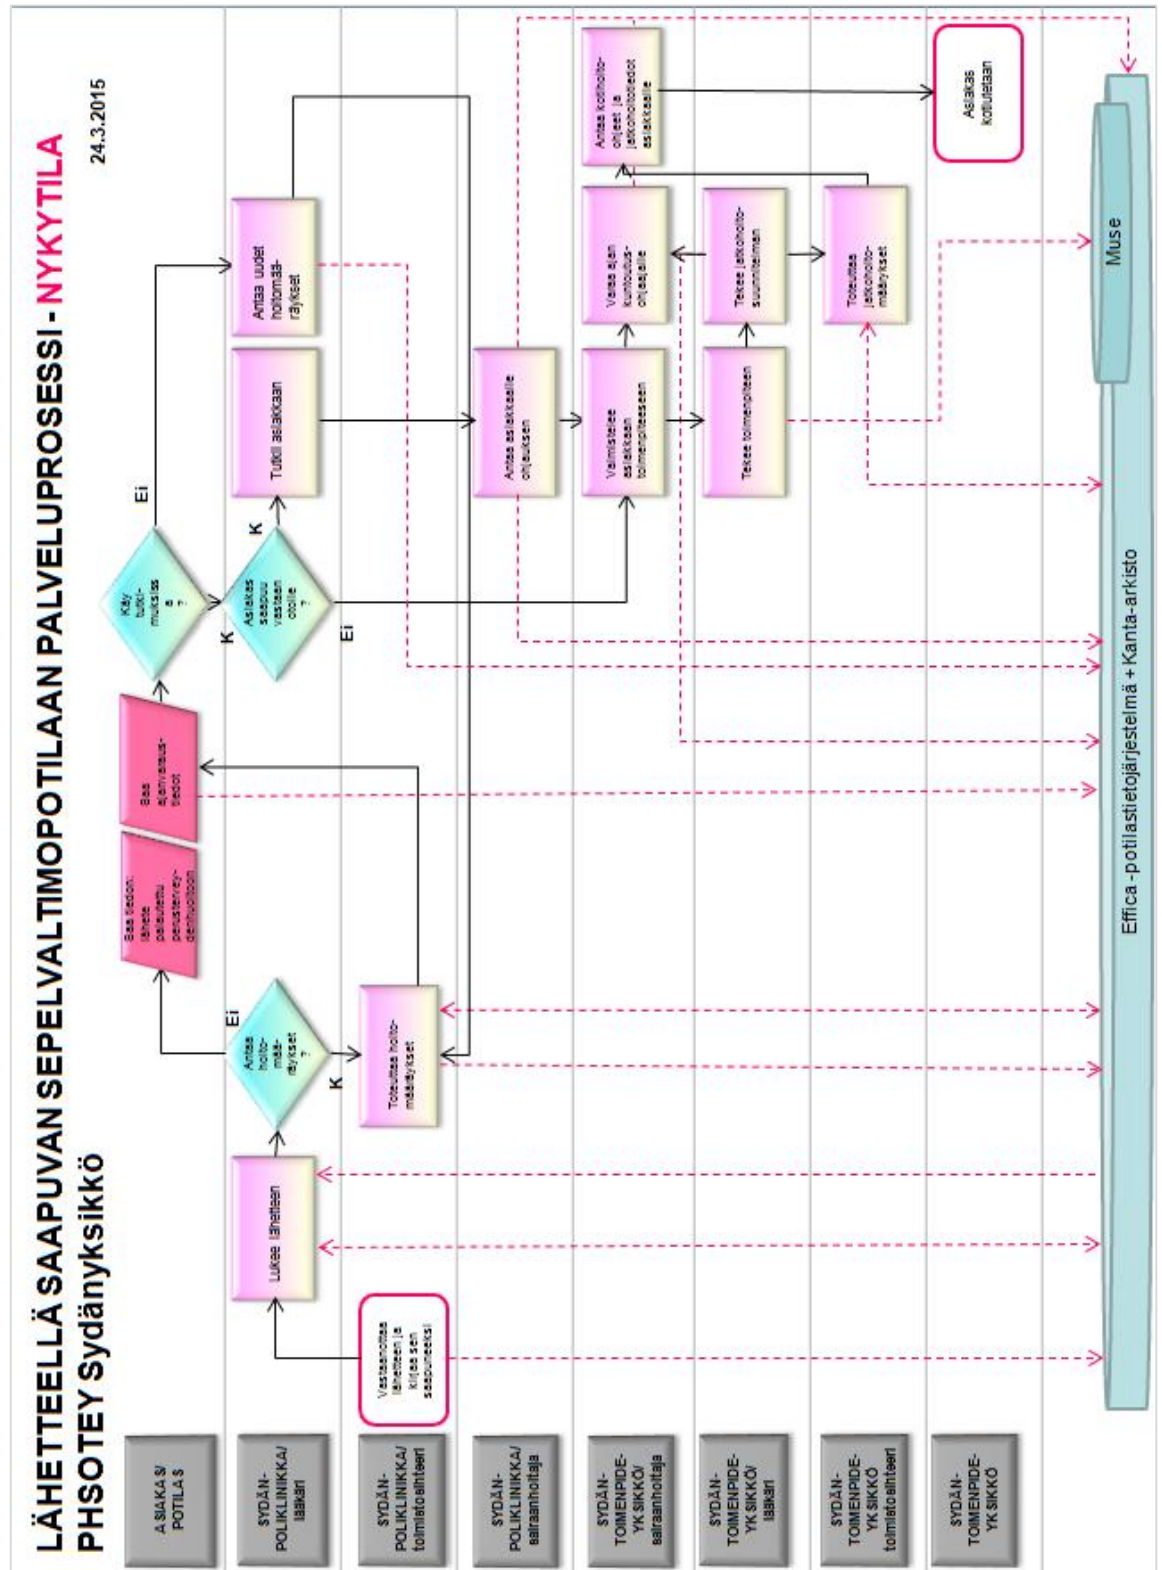 LÄHETTEELLÄ SAAPUVAN SEPELVALTIMOPOTILAAN PALVELUPROSESSI - NYKYTILA
PHSOTEY Sydänyksikkö
24.3.2015
ASIAKAS/
POTILAS
Saa tiedon:
lähete
palautettu
perustervey-
denhuoltoon
Saa
ajanvaraus-
tiedot
Käy
tutki-
muksiss
a
?
Ei
K
SYDÄN-
POLIKLINIKKA/
lääkäri
Lukee lähetteen
Antaa
hoito-
mää-
räykset
?
Ei
K
Asiakas
saapuu
vastaan
otolle
?
K
Ei
Tutkii asiakkaan
Antaa uudet
hoitomää-
räykset
SYDÄN-
POLIKLINIKKA/
toimistosihteeri
Vastaanottaa
lähetteen ja
kirjaa sen
saapuneeksi
Toteuttaa hoito-
määräykset
SYDÄN-
POLIKLINIKKA/
sairaanhoitaja
Antaa asiakkaalle
ohjauksen
SYDÄN-
TOIMENPIDE-
YKSIKKÖ/
sairaanhoitaja
Valmistelee
asiakkaan
toimenpiteeseen
Varaa ajan
kuntoutus-
ohjaajalle
Antaa kotihoito-
ohjeet ja
jatkohoitotiedot
asiakkaalle
SYDÄN-
TOIMENPIDE-
YKSIKKÖ/
lääkäri
Tekee toimenpiteen
Tekee jatkohoito-
suunnitelman
SYDÄN-
TOIMENPIDE-
YKSIKKÖ
toimistosihteeri
Toteuttaa
jatkohoito-
määräykset
SYDÄN-
TOIMENPIDE-
YKSIKKÖ
Asiakas
kotiutetaan
Muse
Effica -potilastietojärjestelmä + Kanta-arkisto